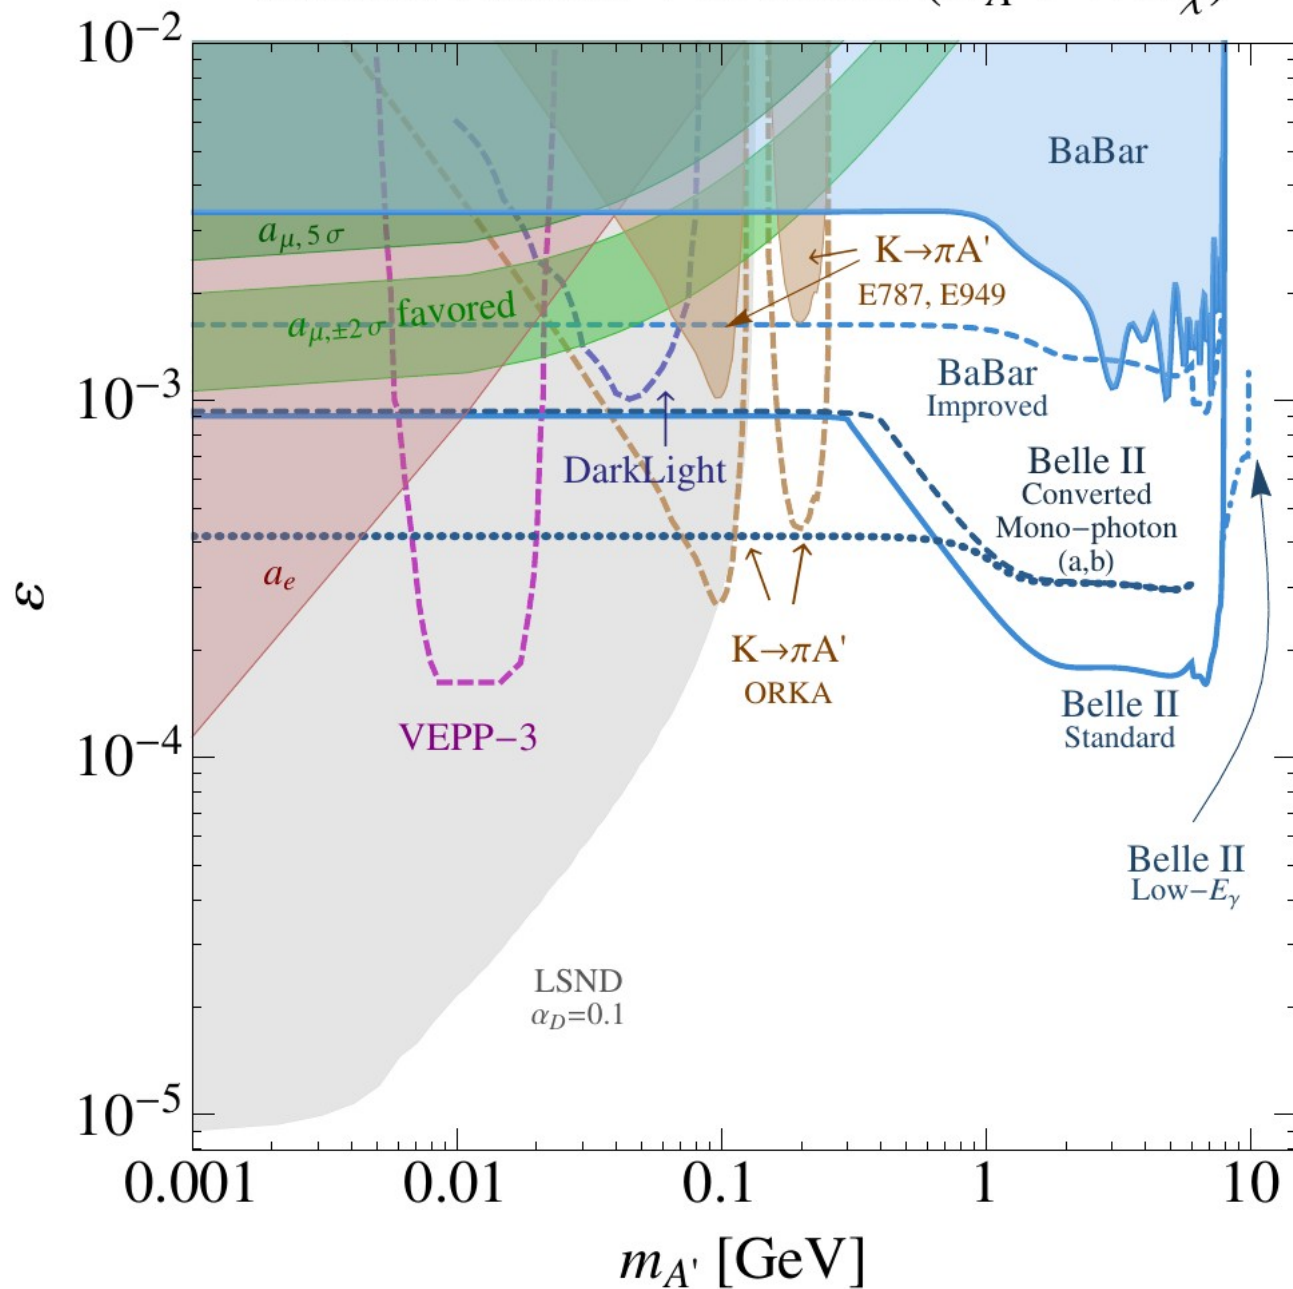 10⁻²
BaBar
a_μ, 5 σ
K→πA'
E787, E949
a_μ,±2 σ favored
BaBar
Improved
10⁻³
DarkLight
Belle II
Converted
Mono−photon
(a,b)
a_e
ε
K→πA'
ORKA
Belle II
Standard
VEPP−3
10⁻⁴
Belle II
Low−E_γ
LSND
α_D=0.1
10⁻⁵
0.001 0.01 0.1 1 10
m_A' [GeV]